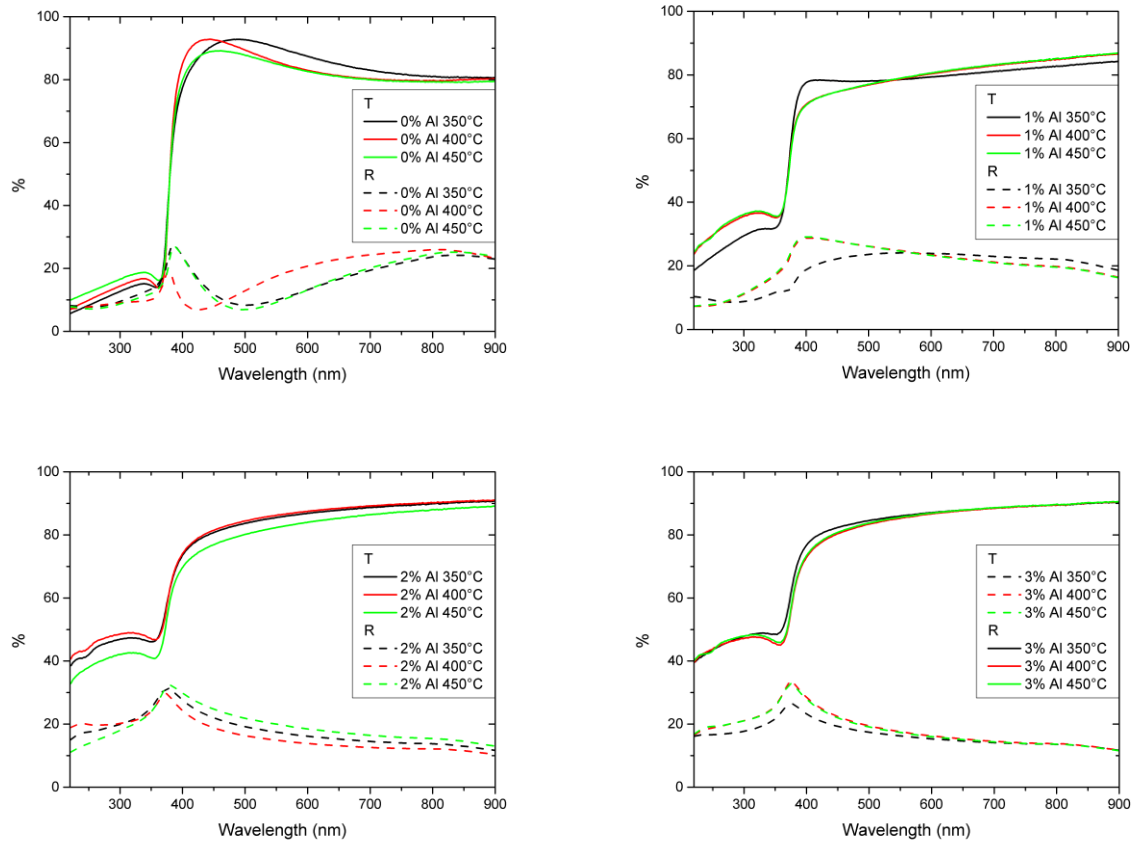 100
80
60
40
20
0
%
300 400 500 600 700 800 900
Wavelength (nm)
T
0% Al 350°C
0% Al 400°C
0% Al 450°C
R
0% Al 350°C
0% Al 400°C
0% Al 450°C
100
80
60
40
20
0
%
300 400 500 600 700 800 900
Wavelength (nm)
T
1% Al 350°C
1% Al 400°C
1% Al 450°C
R
1% Al 350°C
1% Al 400°C
1% Al 450°C
100
80
60
40
20
0
%
300 400 500 600 700 800 900
Wavelength (nm)
T
2% Al 350°C
2% Al 400°C
2% Al 450°C
R
2% Al 350°C
2% Al 400°C
2% Al 450°C
100
80
60
40
20
0
%
300 400 500 600 700 800 900
Wavelength (nm)
T
3% Al 350°C
3% Al 400°C
3% Al 450°C
R
3% Al 350°C
3% Al 400°C
3% Al 450°C